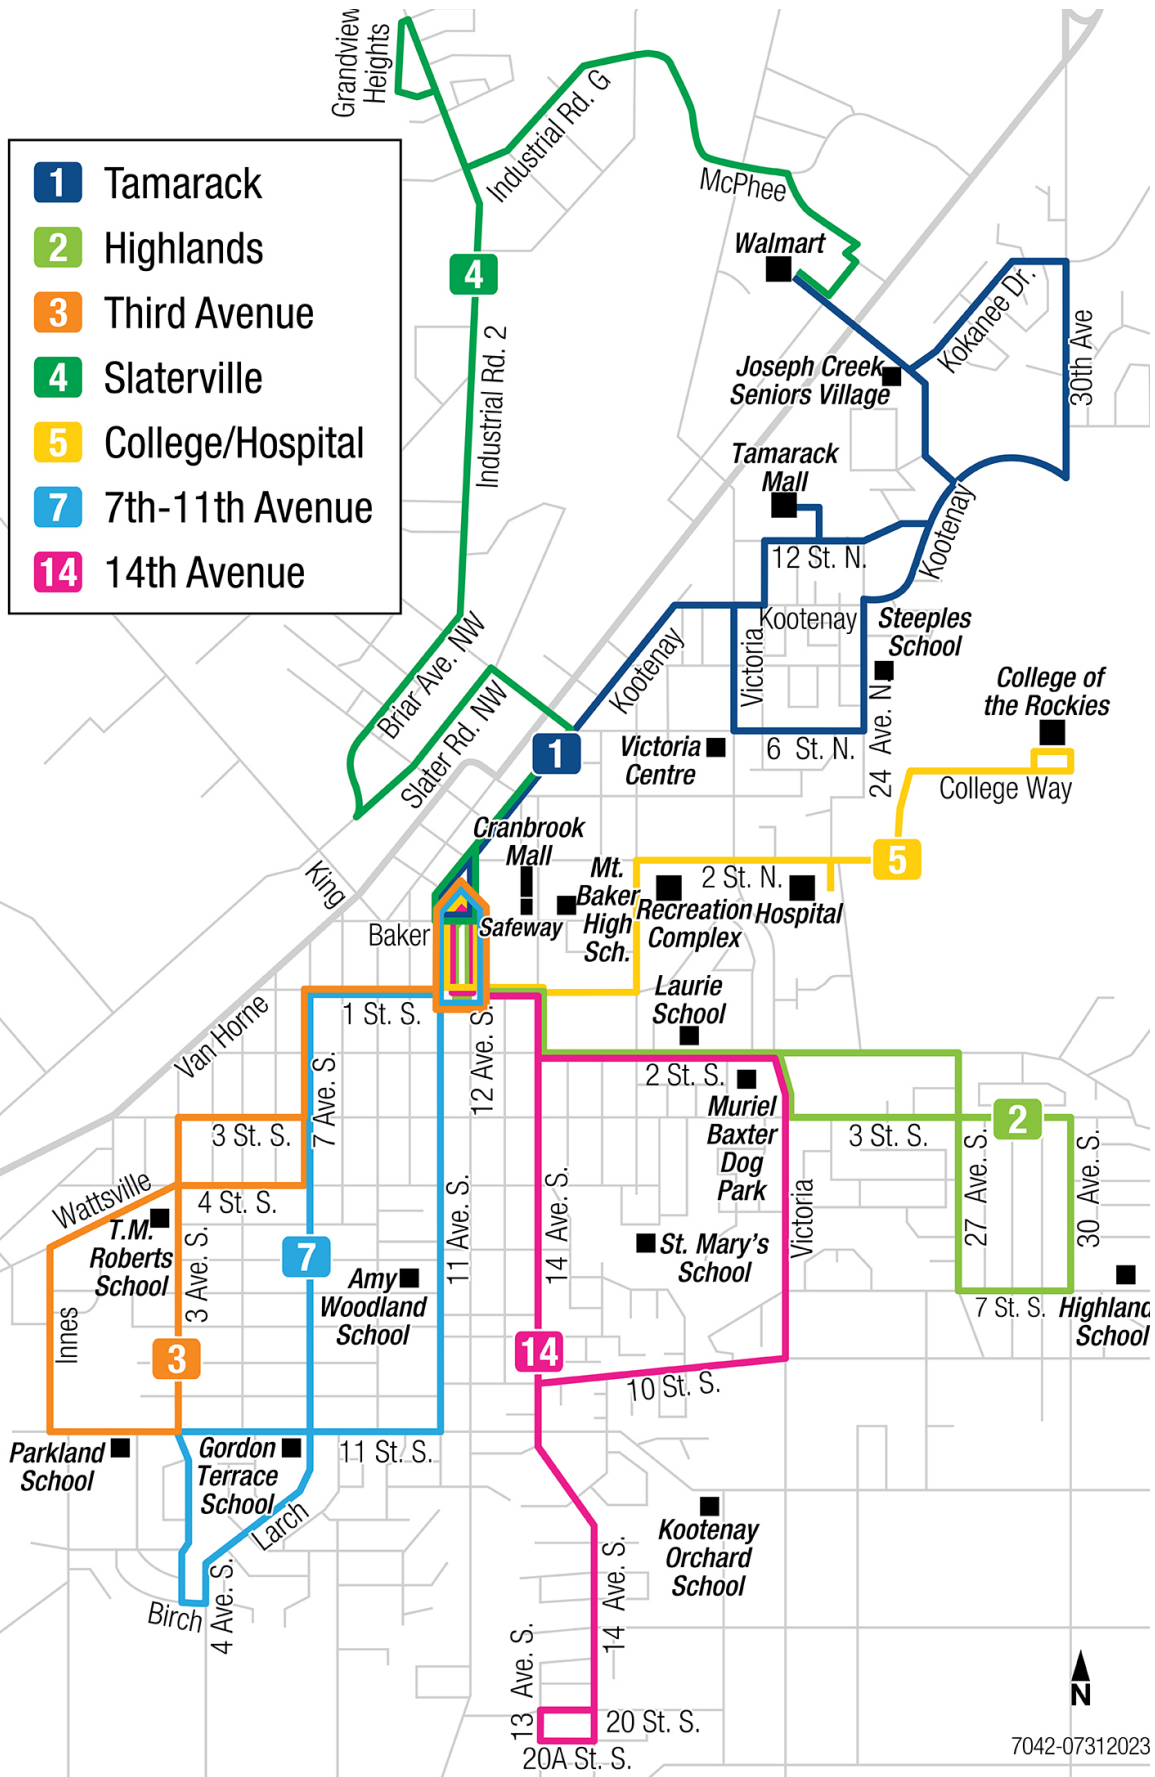 Grandview
Heights
Industrial Rd. G
McPhee
1 Tamarack
2 Highlands
3 Third Avenue
4 Slaterville
5 College/Hospital
7 7th-11th Avenue
14 14th Avenue
4
Walmart
Kokanee Dr.
30th Ave
Industrial Rd. 2
Joseph Creek
Seniors Village
Tamarack
Mall
Kootenay
12 St. N.
Kootenay
Steeples
School
Briar Ave. NW
Kootenay
Victoria
College of
the Rockies
Slater Rd. NW
1
Victoria
Centre
6 St. N.
24 Ave. N.
College Way
Cranbrook
Mall
5
King
Mt.
Baker
High
Sch.
2 St. N.
Recreation
Complex
Hospital
Baker
Safeway
Laurie
School
Van Horne
1 St. S.
12 Ave. S.
7 Ave. S.
2 St. S.
Muriel
Baxter
Dog
Park
3 St. S.
3 St. S.
2
27 Ave. S.
30 Ave. S.
Wattsville
4 St. S.
T.M.
Roberts
School
3 Ave. S.
7
11 Ave. S.
14 Ave. S.
Victoria
St. Mary's
School
Amy
Woodland
School
Innes
7 St. S.
Highland
School
3
14
10 St. S.
Parkland
School
Gordon
Terrace
School
11 St. S.
Larch
Kootenay
Orchard
School
Birch
4 Ave. S.
14 Ave. S.
13 Ave. S.
20 St. S.
20A St. S.
N
7042-07312023